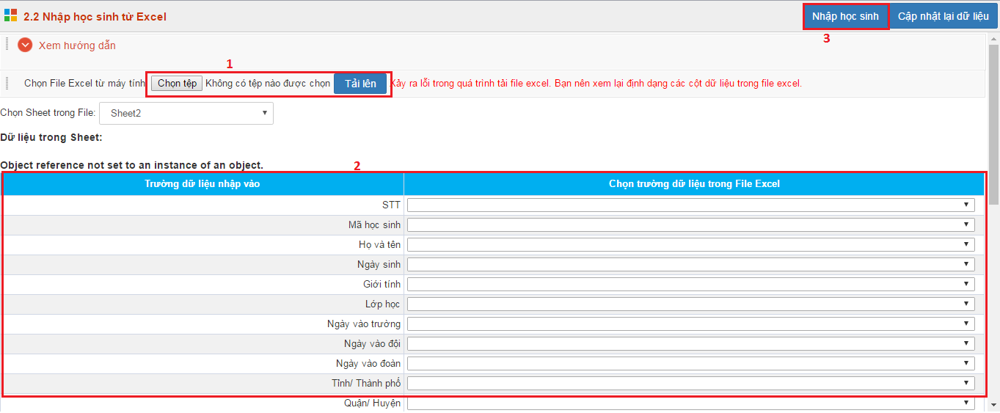 2.2 Nhập học sinh từ Excel
Nhập học sinh
Cập nhật lại dữ liệu
3
Xem hướng dẫn
1
Chọn File Excel từ máy tính Chọn tệp Không có tệp nào được chọn Tải lên Xảy ra lỗi trong quá trình tải file excel. Bạn nên xem lại định dạng các cột dữ liệu trong file excel.
Chọn Sheet trong File: Sheet2
Dữ liệu trong Sheet:
Object reference not set to an instance of an object.
2
Trường dữ liệu nhập vào Chọn trường dữ liệu trong File Excel
STT
Mã học sinh
Họ và tên
Ngày sinh
Giới tính
Lớp học
Ngày vào trường
Ngày vào đội
Ngày vào đoàn
Tỉnh/ Thành phố
Quận/ Huyện